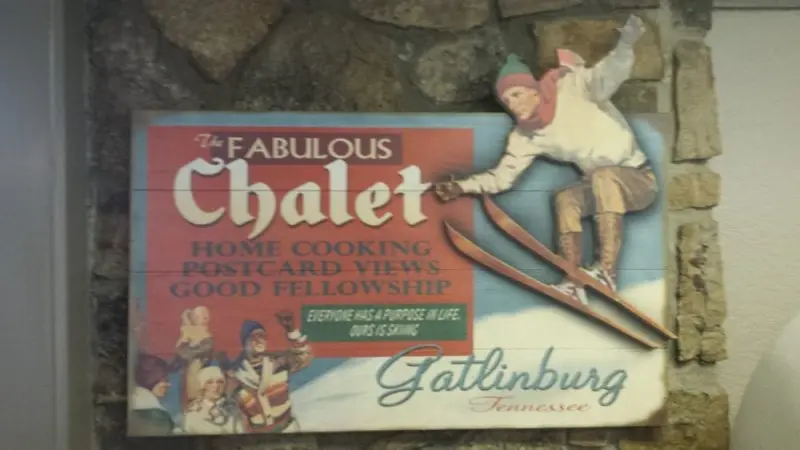 The FABULOUS
Chalet
HOME COOKING
POSTCARD VIEWS
GOOD FELLOWSHIP
EVERYONE HAS A PURPOSE IN LIFE.
OURS IS SKIING
Gatlinburg
Tennessee